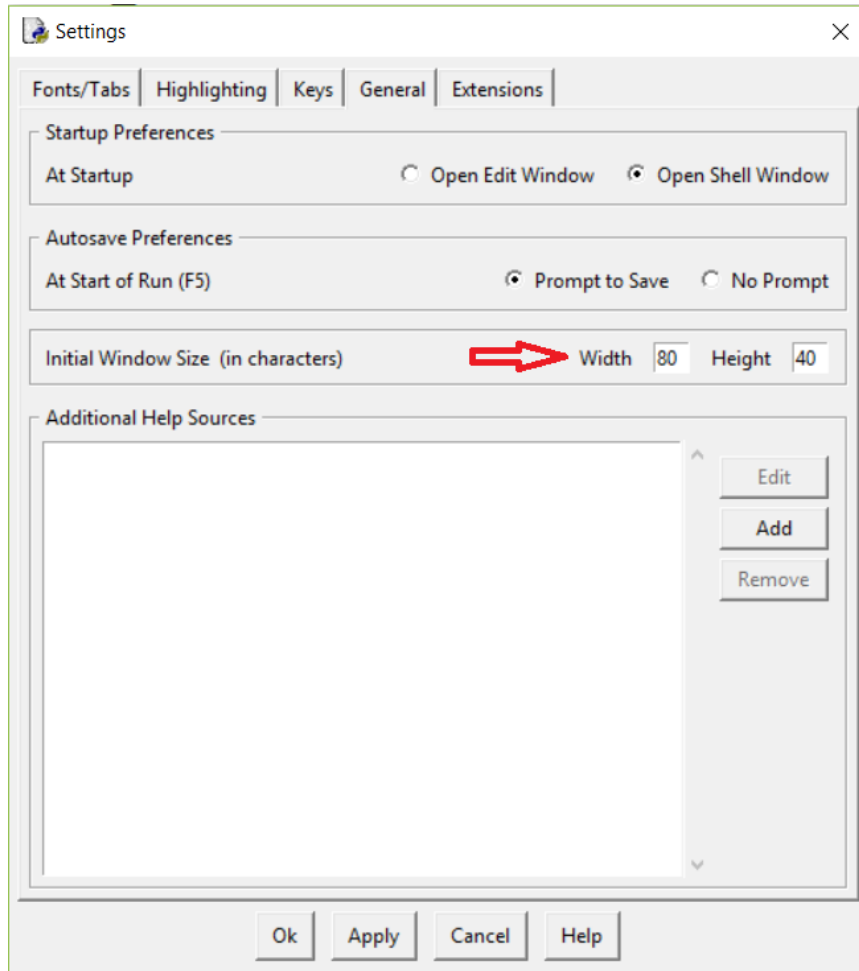 Settings
Fonts/Tabs Highlighting Keys General Extensions
Startup Preferences
At Startup Open Edit Window Open Shell Window
Autosave Preferences
At Start of Run (F5) Prompt to Save No Prompt
Initial Window Size (in characters) Width 80 Height 40
Additional Help Sources
Edit
Add
Remove
Ok Apply Cancel Help